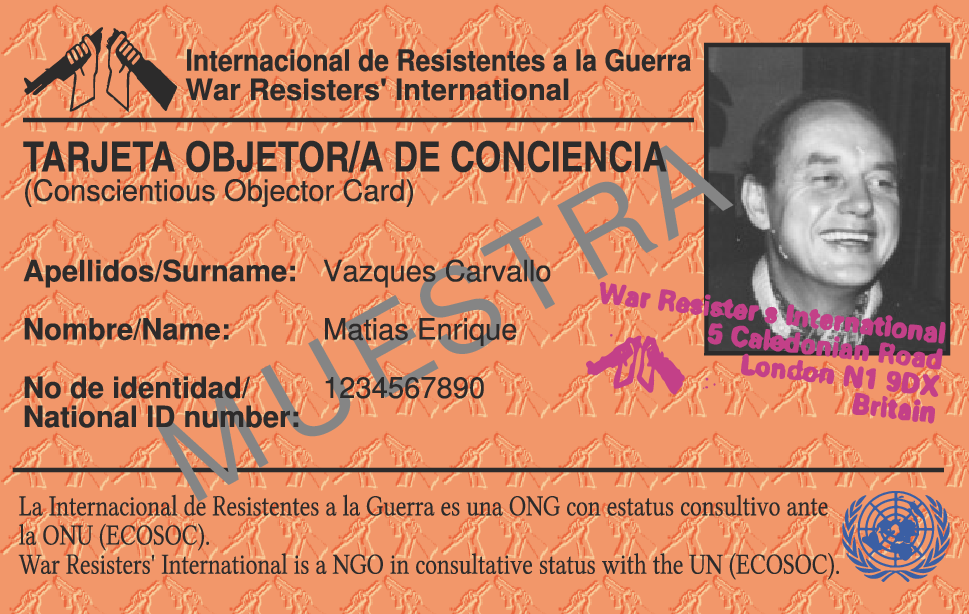 Internacional de Resistentes a la Guerra
War Resisters' International
TARJETA OBJETOR/A DE CONCIENCIA
(Conscientious Objector Card)
Apellidos/Surname: Vazques Carvallo
Nombre/Name: Matias Enrique
No de identidad/ 1234567890
National ID number:
MUESTRA
War Resister s International
5 Caledonian Road
London N1 9DX
Britain
La Internacional de Resistentes a la Guerra es una ONG con estatus consultivo ante
la ONU (ECOSOC).
War Resisters' International is a NGO in consultative status with the UN (ECOSOC).